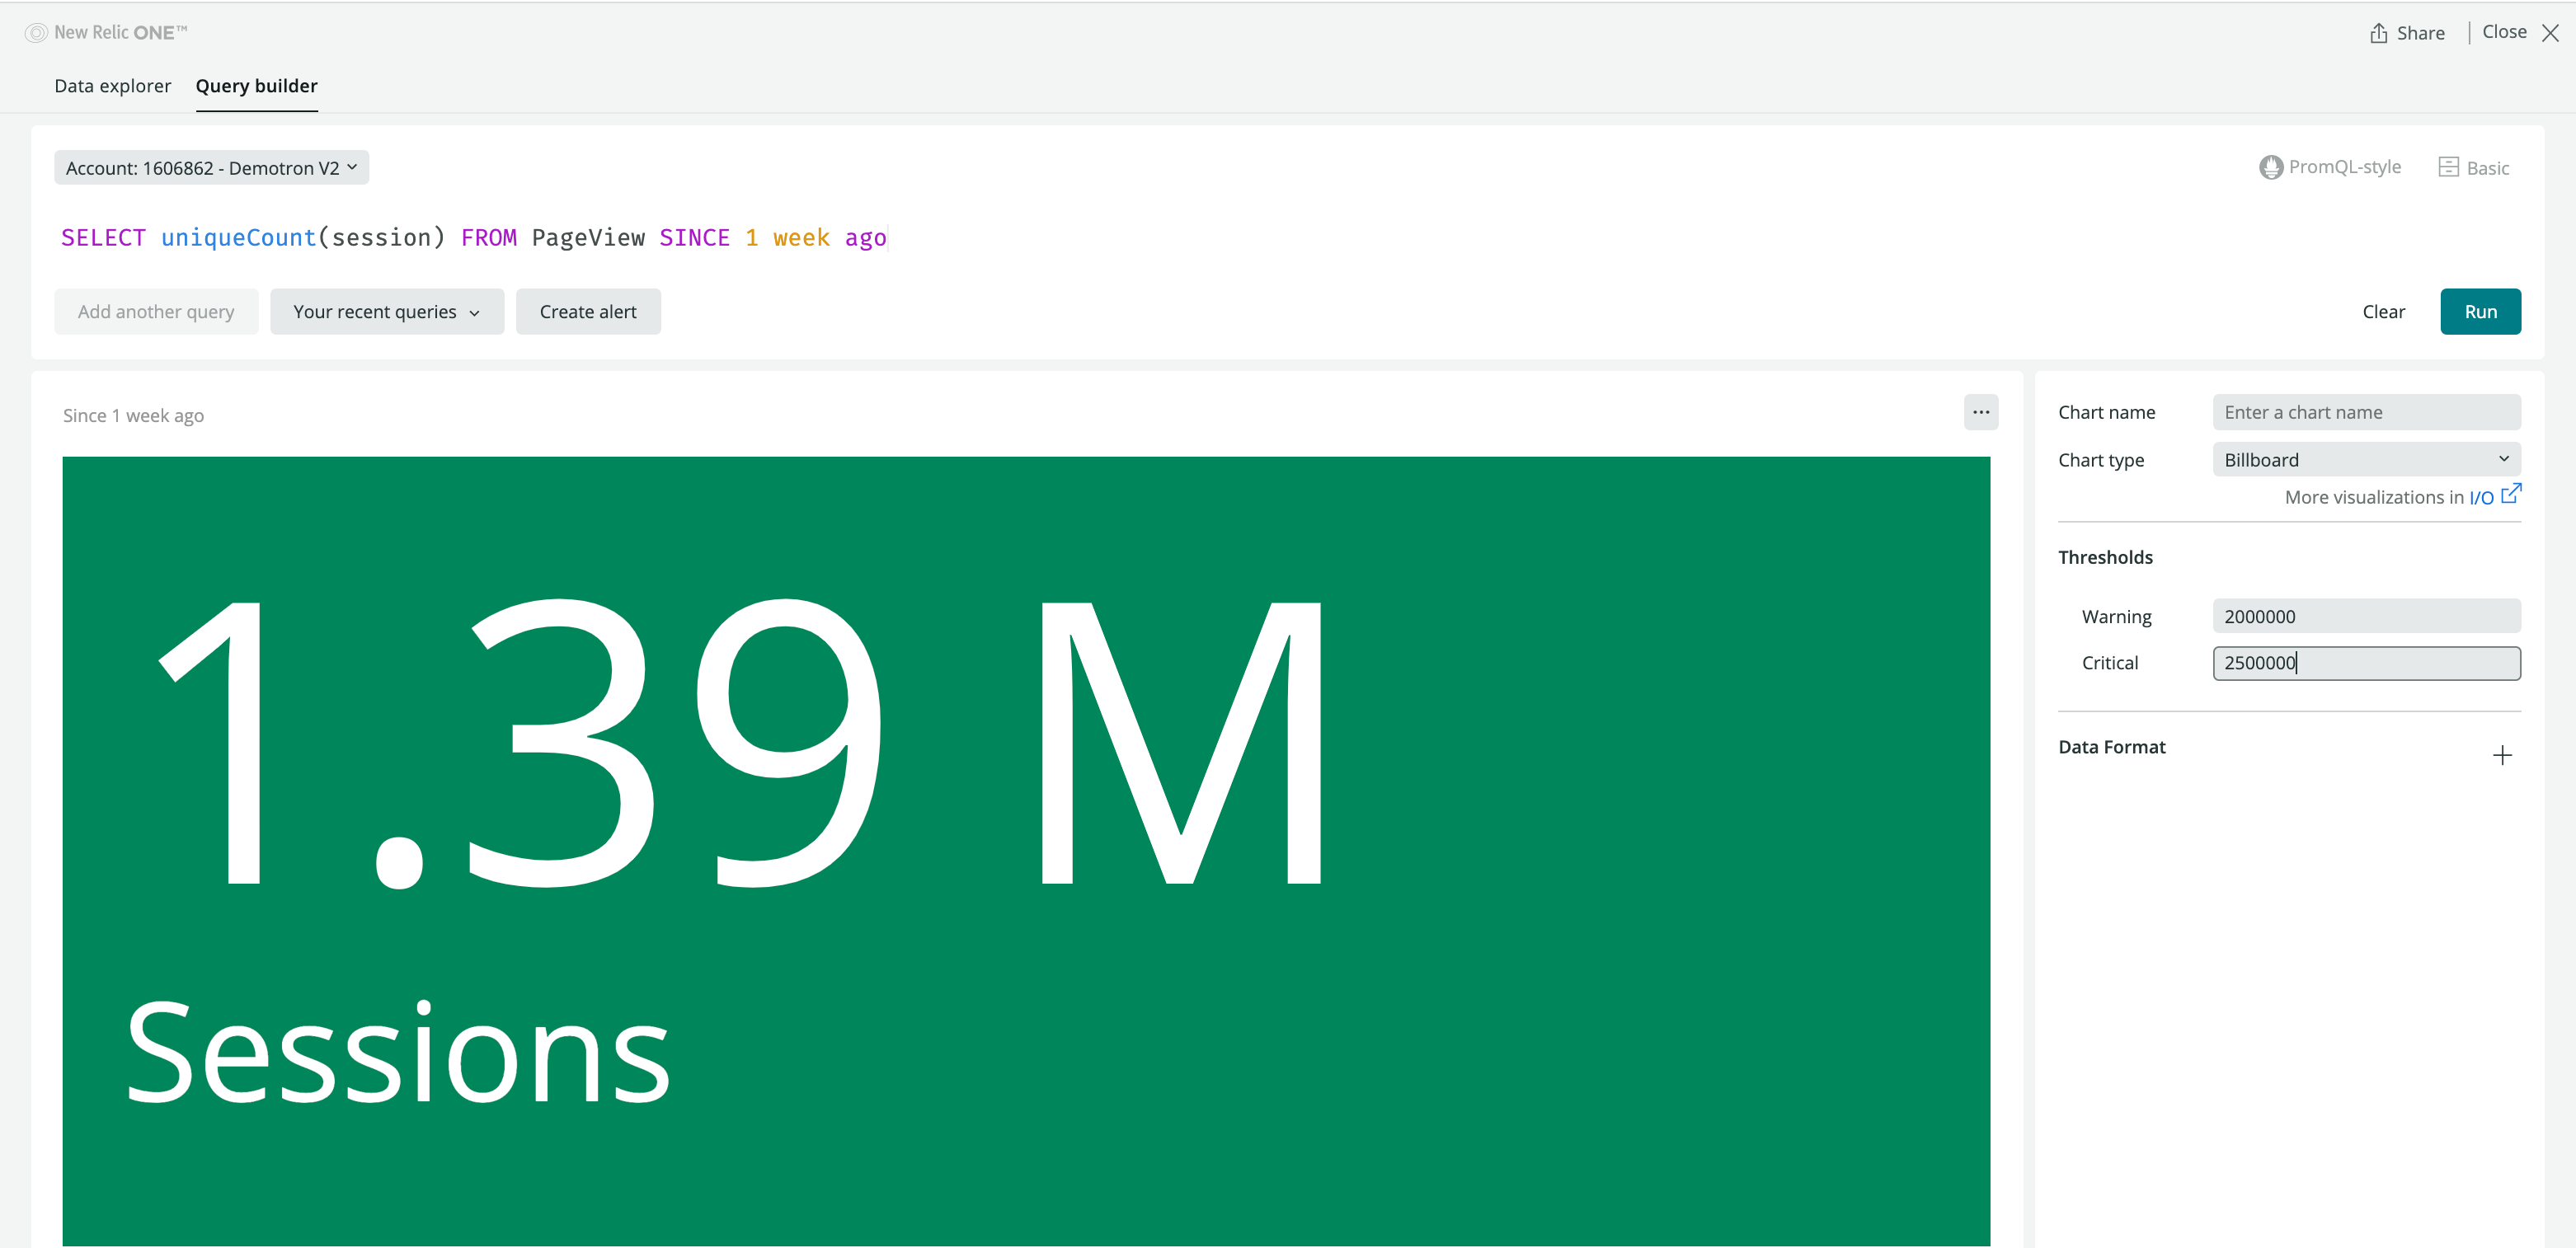 New Relic ONE™
Share | Close
Data explorer Query builder
Account: 1606862 - Demotron V2
PromQL-style Basic
SELECT uniqueCount(session) FROM PageView SINCE 1 week ago
Add another query Your recent queries Create alert Clear Run
Since 1 week ago
...
1.39 M
Sessions
Chart name Enter a chart name
Chart type Billboard
More visualizations in I/O
Thresholds
Warning 2000000
Critical 2500000
Data Format